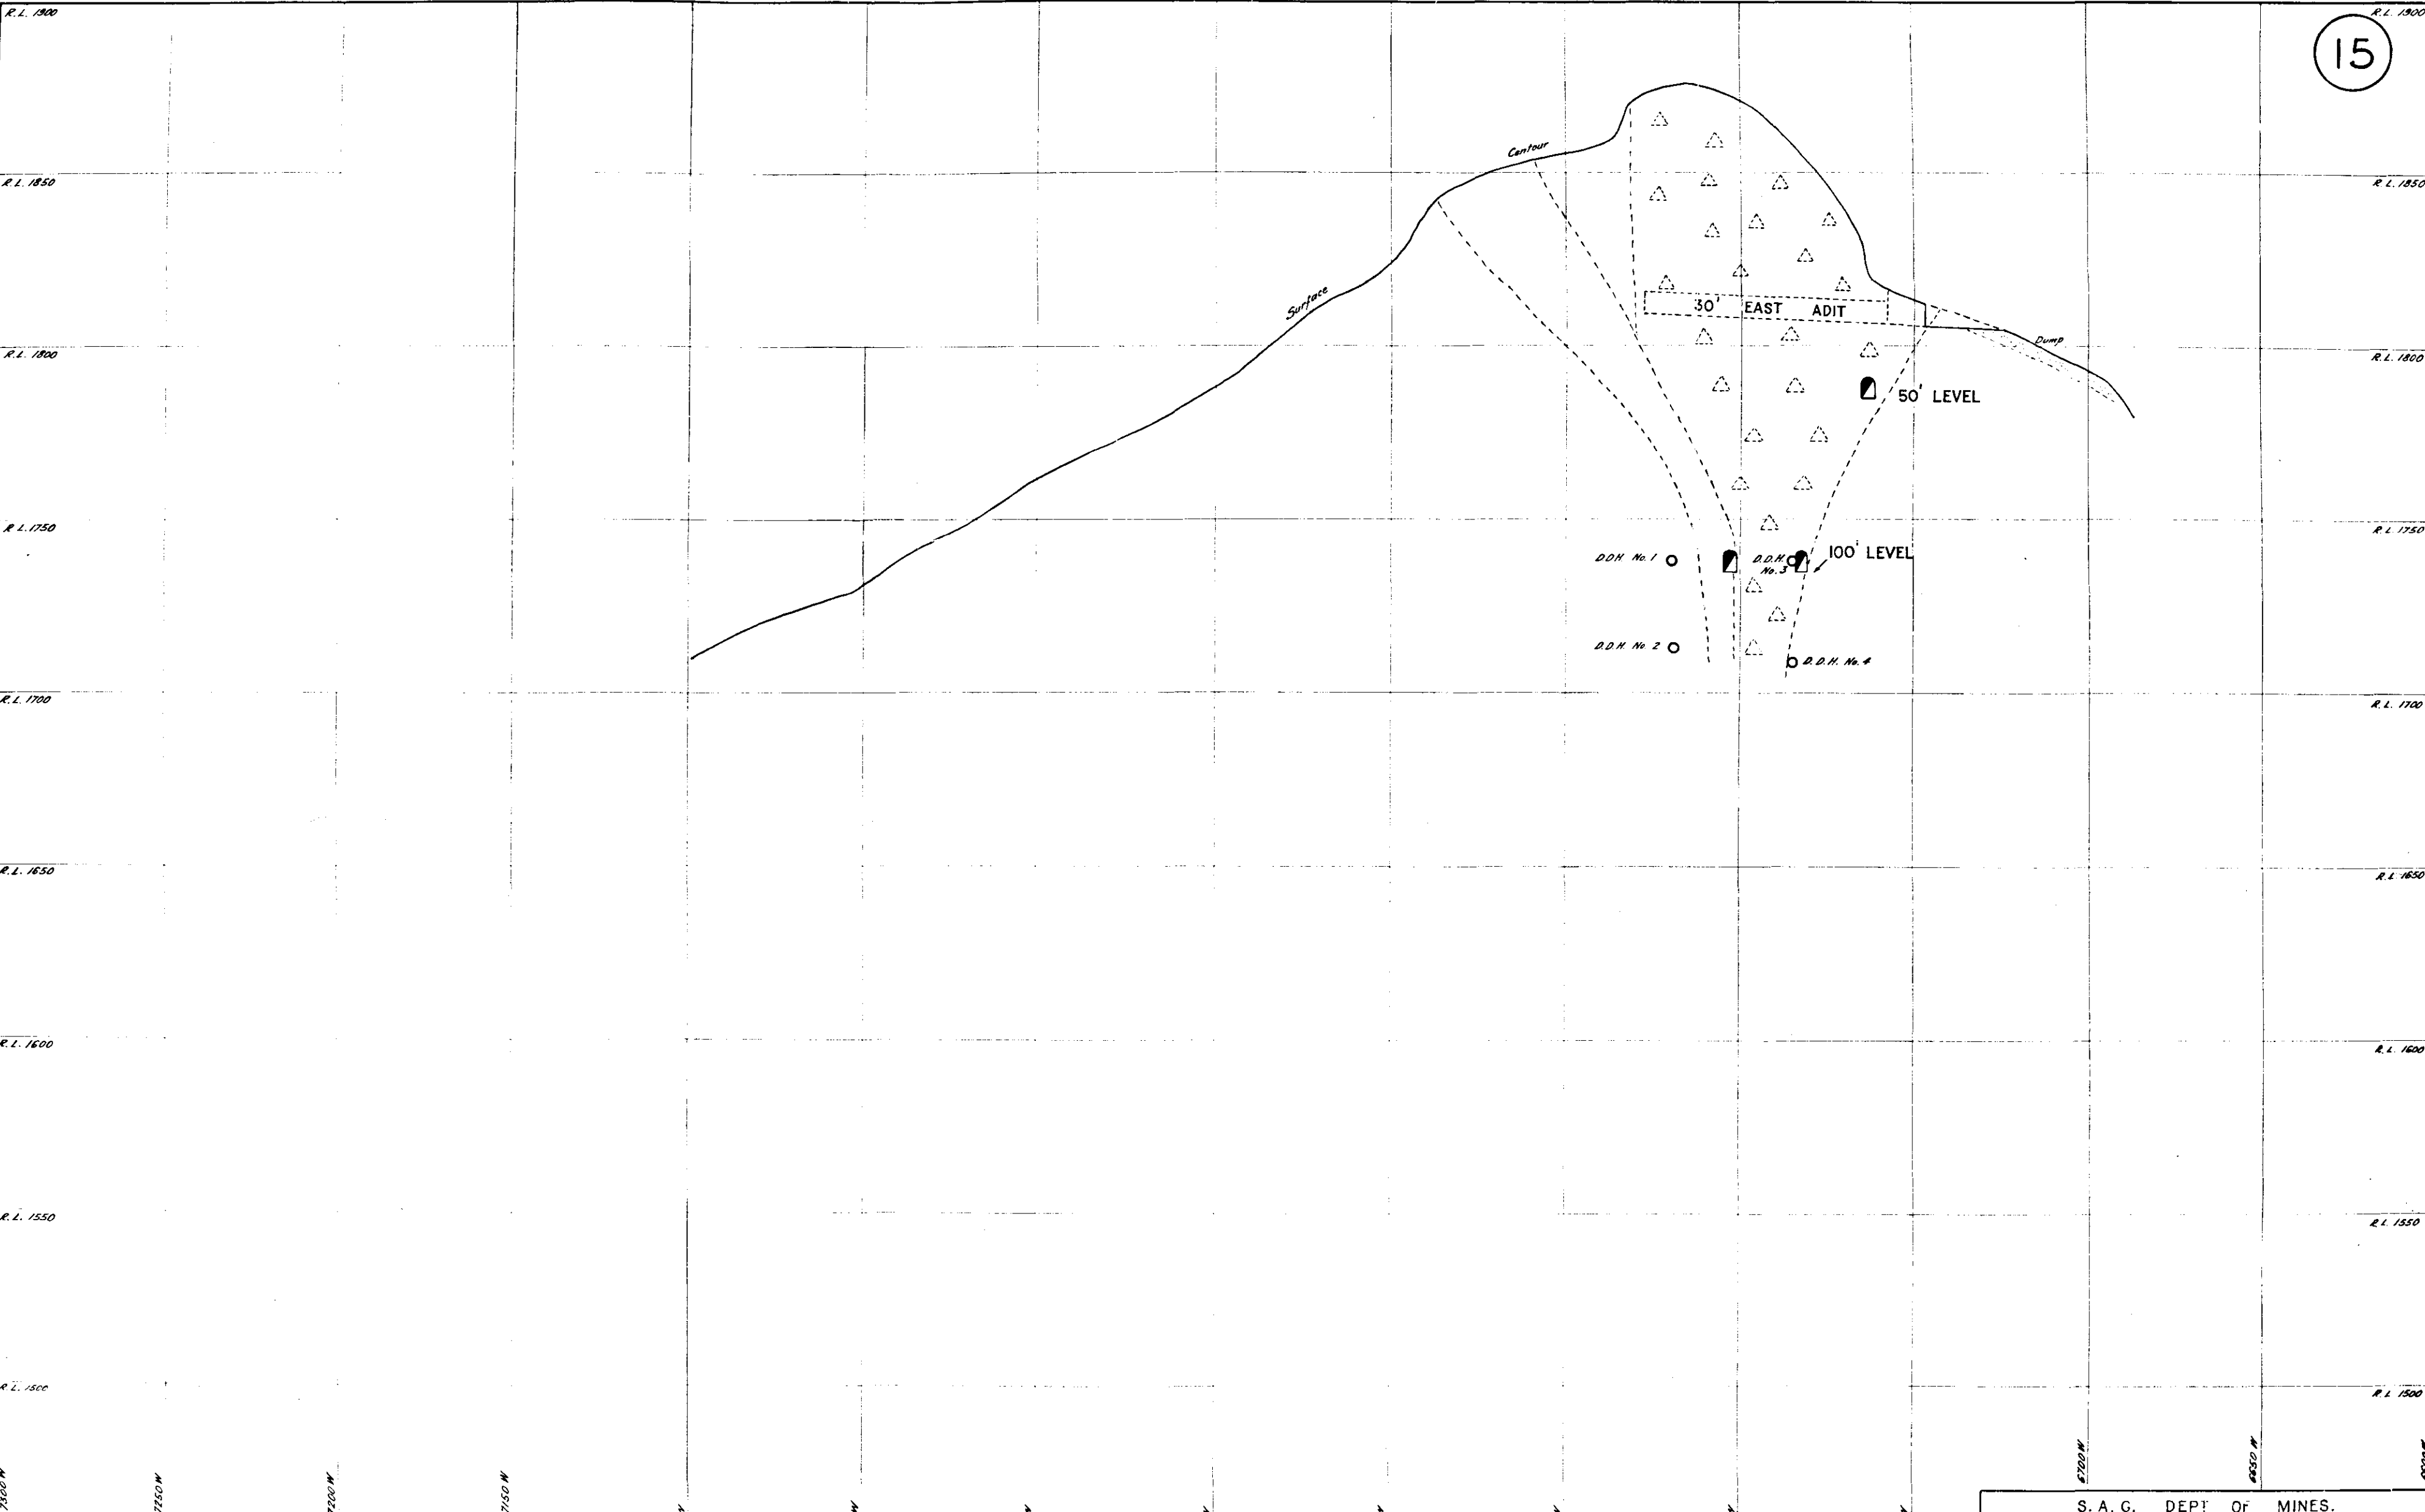 R.L. 1900
R.L. 1900
15
Contour
R.L. 1850
R.L. 1850
Surface
30' EAST ADIT
Dump
R.L. 1800
R.L. 1800
50' LEVEL
R.L. 1750
R.L. 1750
D.D.H. No. 1
D.D.H.
No. 3
100' LEVEL
D.D.H. No. 2
D.D.H. No. 4
R.L. 1700
R.L. 1700
R.L. 1650
R.L. 1650
R.L. 1600
R.L. 1600
R.L. 1550
R.L. 1550
R.L. 1500
R.L. 1500
7300 W
7250 W
7200 W
7150 W
6700 W
6650 W
S. A. G. DEPT OF MINES.